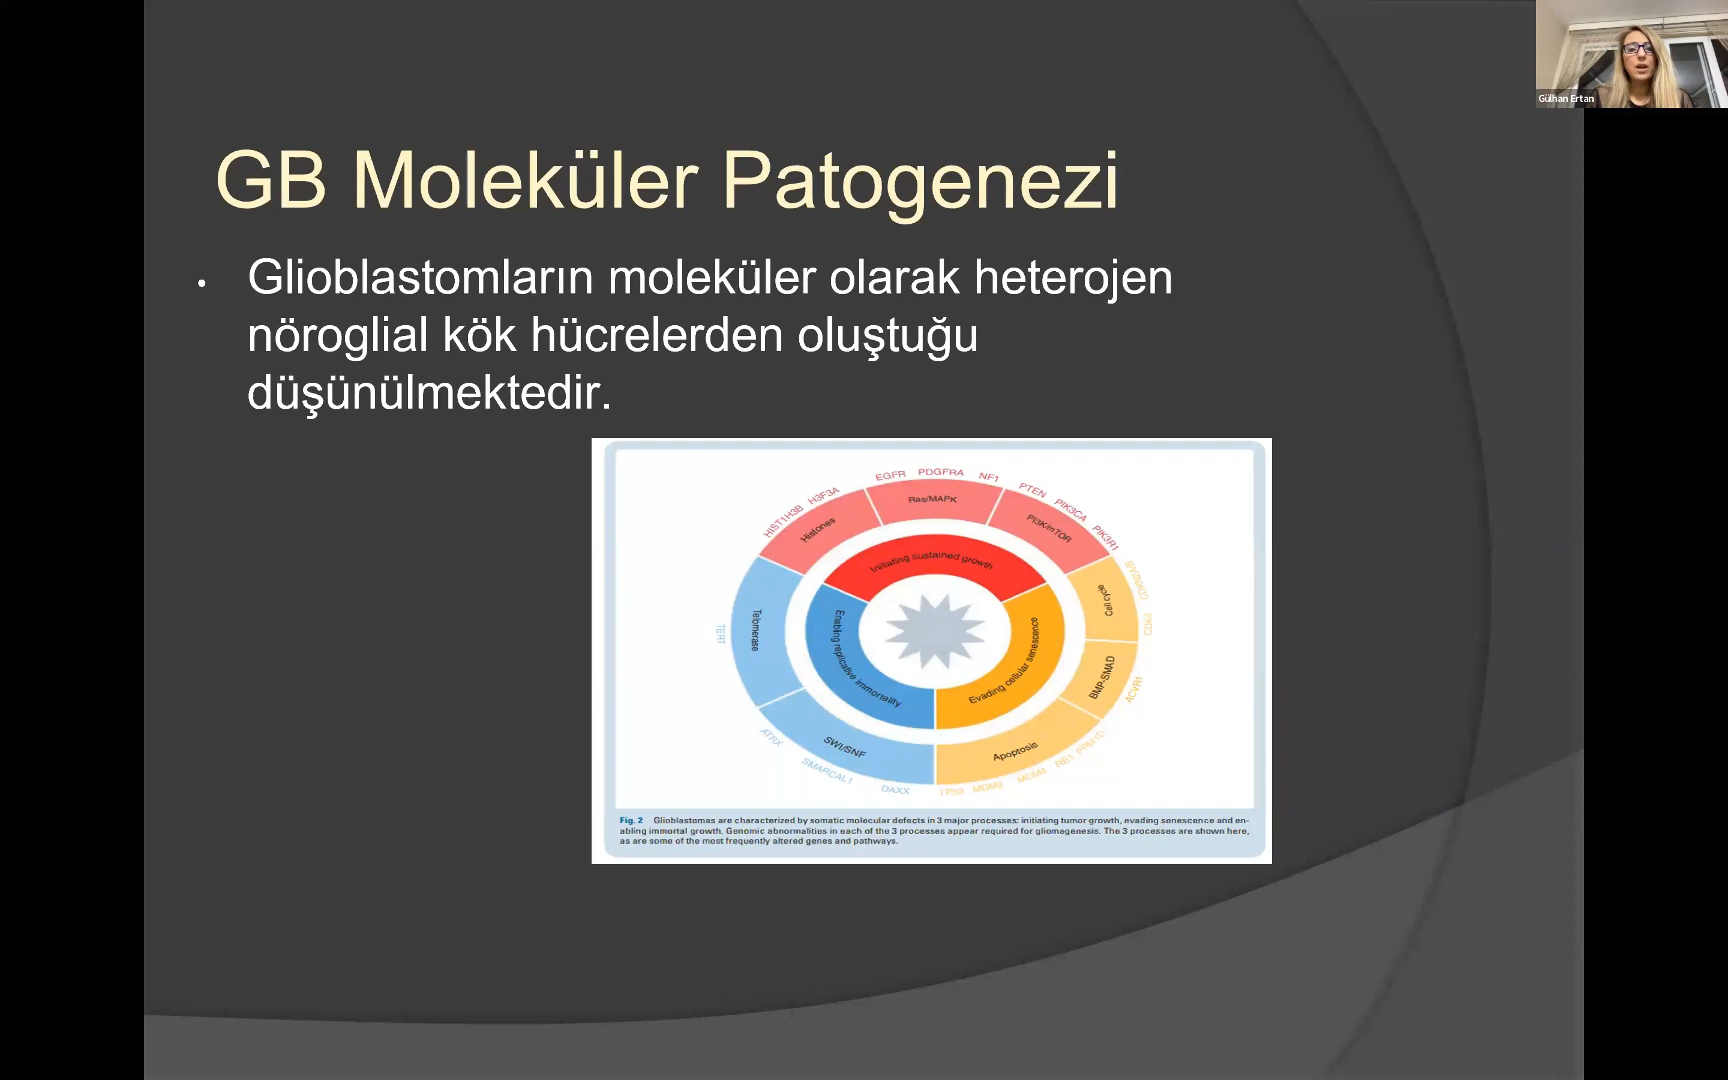 Gülhan Ertan
GB Moleküler Patogenezi
• Glioblastomların moleküler olarak heterojen
nöroglial kök hücrelerden oluştuğu
düşünülmektedir.
EGFR PDGFRA NF1
PTEN PIK3CA PIK3R1
HIST1H3B H3F3A
Histones
Ras/MAPK
PI3K/mTOR
Initiating sustained growth
Cell cycle
CDK4
BMP-SMAD
ACVR1
Telomerase
TERT
Enabling replicative immortality
Evading cellular senescence
SWI/SNF
Apoptosis
ATRX
SMARCAL1
DAXX
TP53 MDM2 MDM4 RB1 PPM1D
Fig. 2 Glioblastomas are characterized by somatic molecular defects in 3 major processes: initiating tumor growth, evading senescence and en-
abling immortal growth. Genomic abnormalities in each of the 3 processes appear required for gliomagenesis. The 3 processes are shown here,
as are some of the most frequently altered genes and pathways.